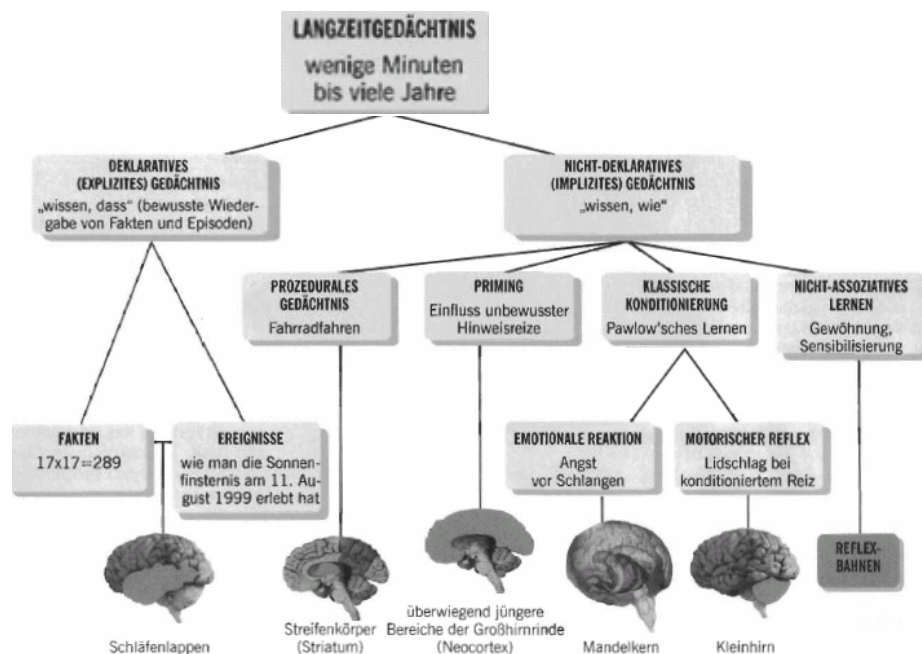 LANGZEITGEDÄCHTNIS
wenige Minuten
bis viele Jahre
DEKLARATIVES
(EXPLIZITES) GEDÄCHTNIS
„wissen, dass“ (bewusste Wieder-
gabe von Fakten und Episoden)
NICHT-DEKLARATIVES
(IMPLIZITES) GEDÄCHTNIS
„wissen, wie“
PROZEDURALES
GEDÄCHTNIS
Fahrradfahren
PRIMING
Einfluss unbewusster
Hinweisreize
KLASSISCHE
KONDITIONIERUNG
Pawlow'sches Lernen
NICHT-ASSOZIATIVES
LERNEN
Gewöhnung,
Sensibilisierung
FAKTEN
17x17=289
EREIGNISSE
wie man die Sonnen-
finsternis am 11. Au-
gust 1999 erlebt hat
EMOTIONALE REAKTION
Angst
vor Schlangen
MOTORISCHER REFLEX
Lidschlag bei
konditioniertem Reiz
REFLEX-
BAHNEN
Schläfenlappen
Streifenkörper
(Striatum)
überwiegend jüngere
Bereiche der Großhirnrinde
(Neocortex)
Mandelkern
Kleinhirn